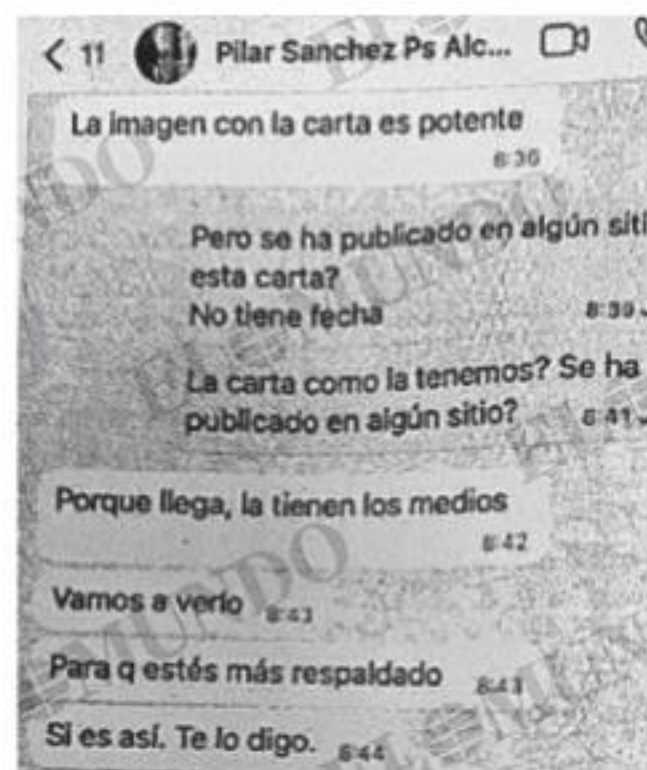 11 Pilar Sanchez Ps Alc...
La imagen con la carta es potente
8:36
Pero se ha publicado en algún siti
esta carta?
No tiene fecha 8:39
La carta como la tenemos? Se ha
publicado en algún sitio? 8:41
Porque llega, la tienen los medios
8:42
Vamos a verlo 8:43
Para q estés más respaldado 8:43
Si es así. Te lo digo. 8:44
EL MUNDO